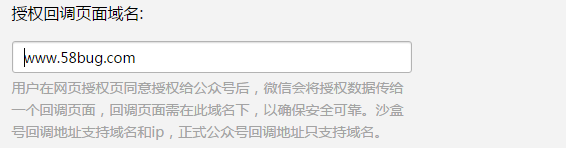 授权回调页面域名:
www.58bug.com
用户在网页授权页同意授权给公众号后，微信会将授权数据传给
一个回调页面，回调页面需在此域名下，以确保安全可靠。沙盒
号回调地址支持域名和ip，正式公众号回调地址只支持域名。